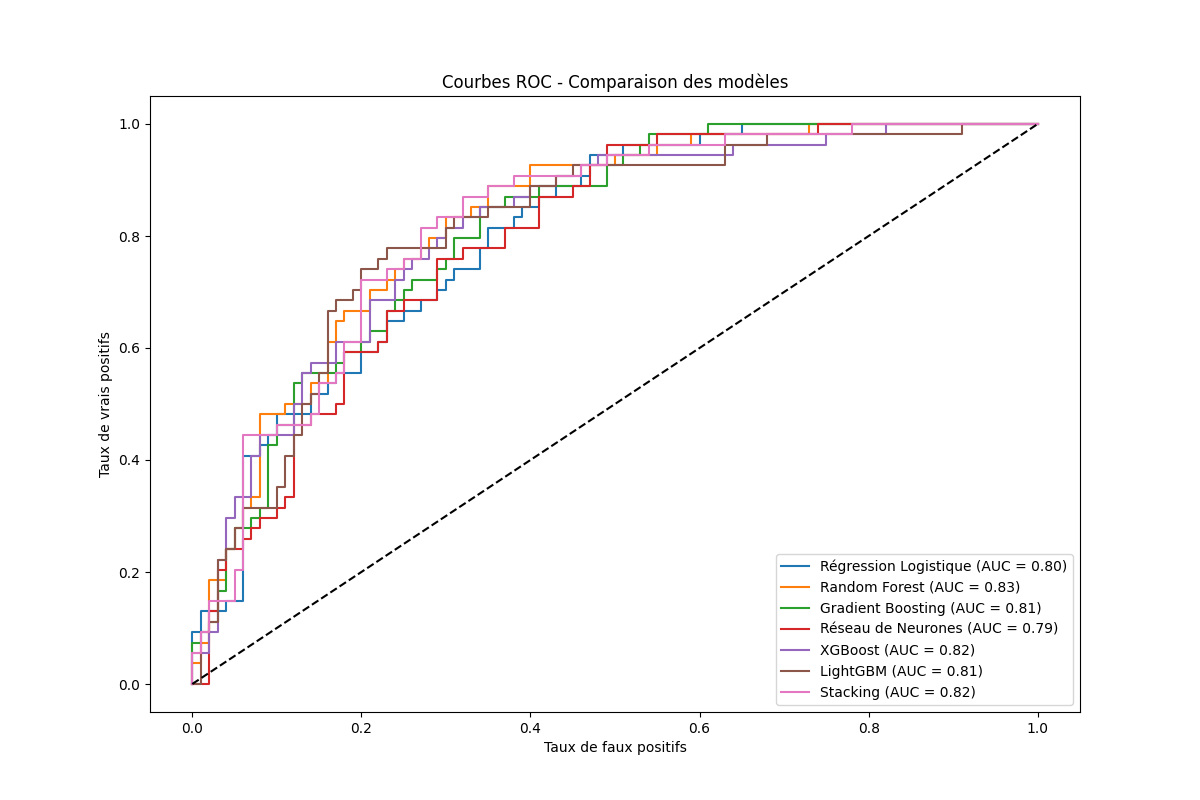 Courbes ROC - Comparaison des modèles
1.0
0.8
0.6
0.4
0.2
0.0
Taux de vrais positifs
Régression Logistique (AUC = 0.80)
Random Forest (AUC = 0.83)
Gradient Boosting (AUC = 0.81)
Réseau de Neurones (AUC = 0.79)
XGBoost (AUC = 0.82)
LightGBM (AUC = 0.81)
Stacking (AUC = 0.82)
0.0 0.2 0.4 0.6 0.8 1.0
Taux de faux positifs